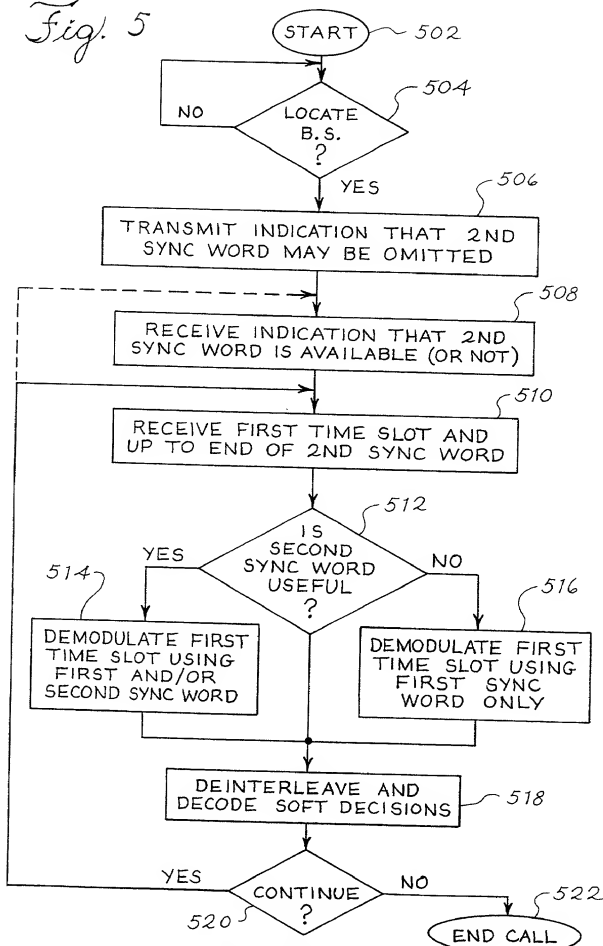 Fig. 5
START
502
504
LOCATE
B.S.
?
NO
YES
506
TRANSMIT INDICATION THAT 2ND
SYNC WORD MAY BE OMITTED
508
RECEIVE INDICATION THAT 2ND
SYNC WORD IS AVAILABLE (OR NOT)
510
RECEIVE FIRST TIME SLOT AND
UP TO END OF 2ND SYNC WORD
512
IS
SECOND
SYNC WORD
USEFUL
?
YES
NO
514
516
DEMODULATE FIRST
TIME SLOT USING
FIRST AND/OR
SECOND SYNC WORD
DEMODULATE FIRST
TIME SLOT USING
FIRST SYNC
WORD ONLY
DEINTERLEAVE AND
DECODE SOFT DECISIONS
518
YES
CONTINUE
?
NO
520
522
END CALL